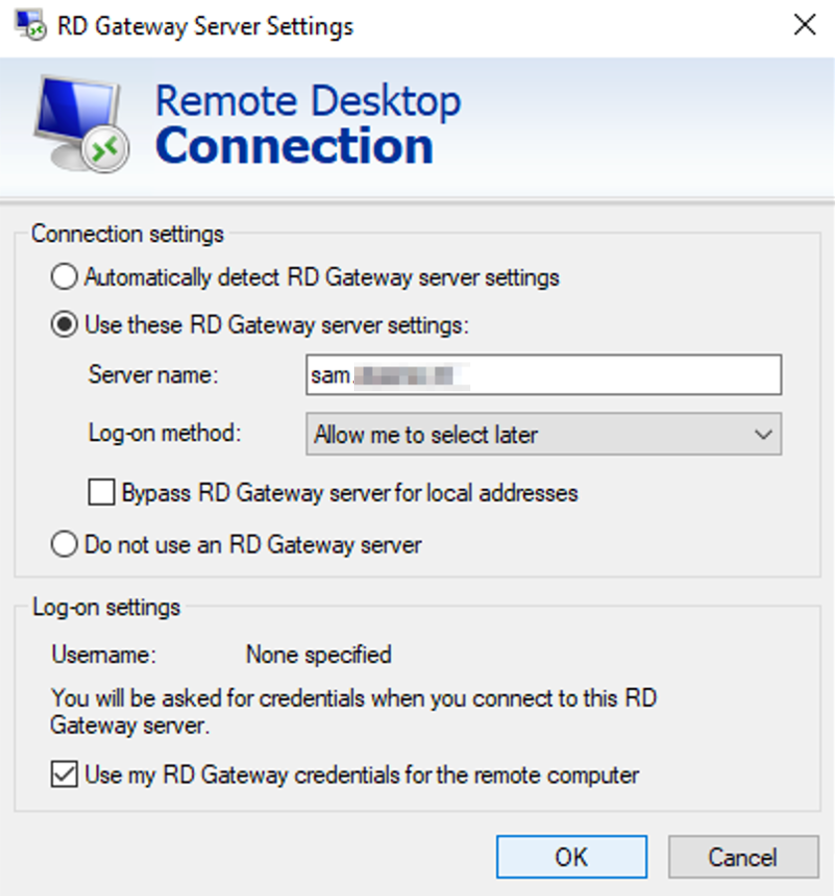 RD Gateway Server Settings
Remote Desktop
Connection
Connection settings
Automatically detect RD Gateway server settings
Use these RD Gateway server settings:
Server name:
sam.
Log-on method:
Allow me to select later
Bypass RD Gateway server for local addresses
Do not use an RD Gateway server
Log-on settings
Username:
None specified
You will be asked for credentials when you connect to this RD
Gateway server.
Use my RD Gateway credentials for the remote computer
OK
Cancel